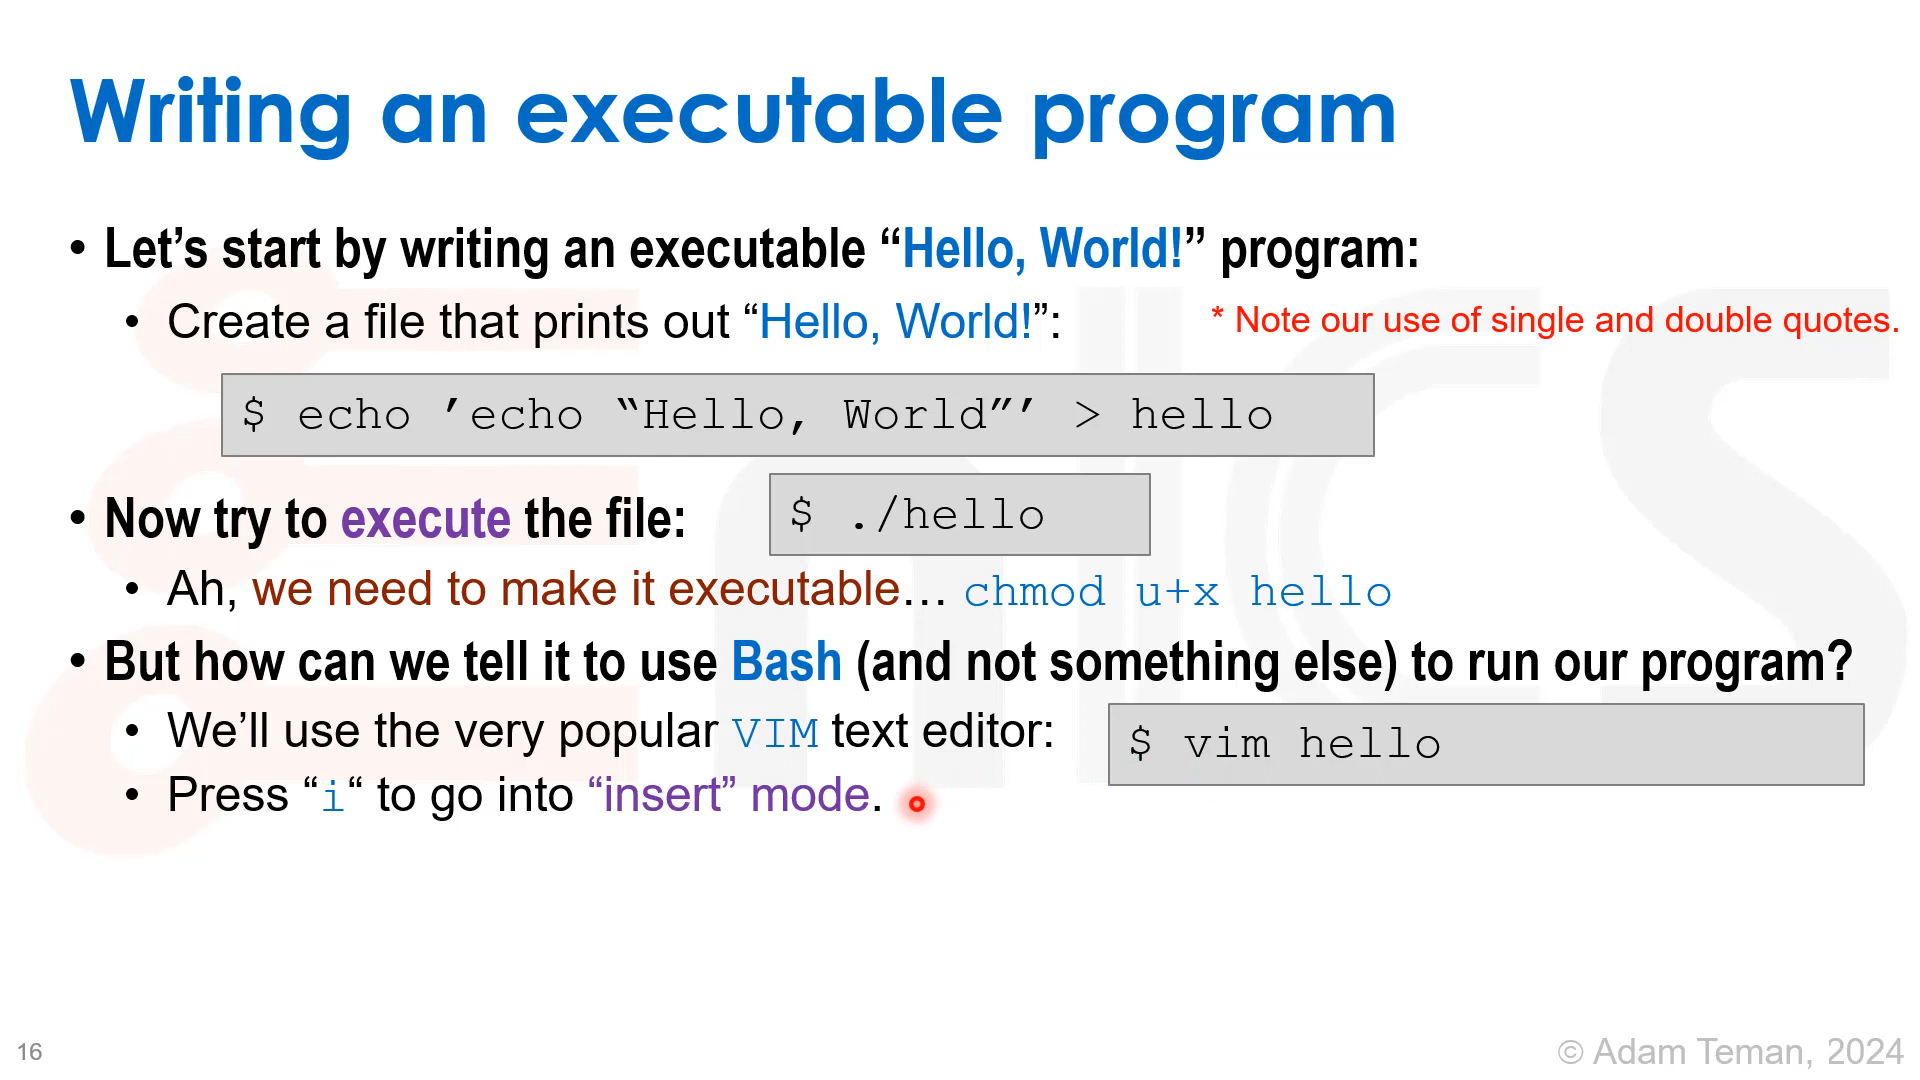 Writing an executable program
• Let’s start by writing an executable “Hello, World!” program:
• Create a file that prints out “Hello, World!”:
* Note our use of single and double quotes.
$ echo ’echo “Hello, World”’ > hello
• Now try to execute the file:
$ ./hello
• Ah, we need to make it executable… chmod u+x hello
• But how can we tell it to use Bash (and not something else) to run our program?
• We’ll use the very popular VIM text editor:
$ vim hello
• Press “i“ to go into “insert” mode.
16
© Adam Teman, 2024